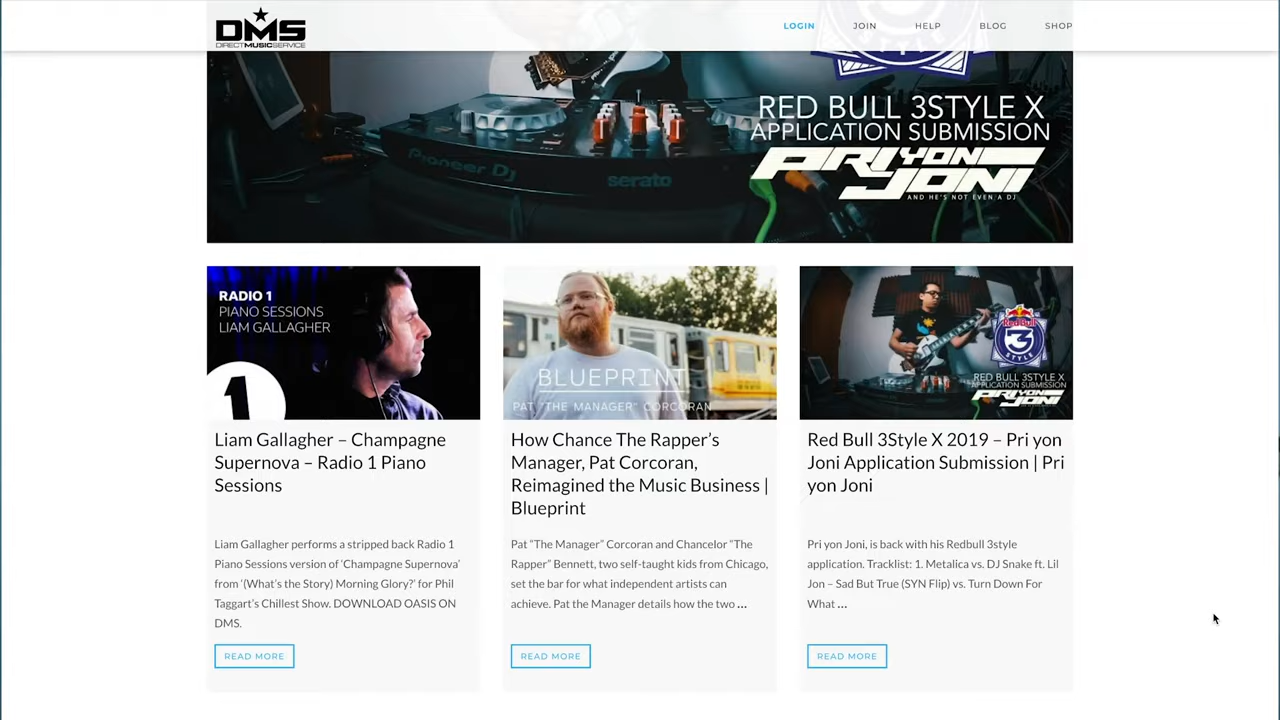 DMS
DIRECTMUSICSERVICE
LOGIN JOIN HELP BLOG SHOP
RED BULL 3STYLE X
APPLICATION SUBMISSION
PRI YON
JONI
AND HE'S NOT EVEN A DJ
Pioneer DJ
serato
RADIO 1
PIANO SESSIONS
LIAM GALLAGHER
1
BLUEPRINT
PAT "THE MANAGER" CORCORAN
Red Bull
3
STYLE
RED BULL 3STYLE X
APPLICATION SUBMISSION
PRI YON
JONI
Liam Gallagher – Champagne
Supernova – Radio 1 Piano
Sessions
Liam Gallagher performs a stripped back Radio 1
Piano Sessions version of ‘Champagne Supernova’
from ‘(What’s the Story) Morning Glory?’ for Phil
Taggart’s Chillest Show. DOWNLOAD OASIS ON
DMS.
READ MORE
How Chance The Rapper’s
Manager, Pat Corcoran,
Reimagined the Music Business |
Blueprint
Pat “The Manager” Corcoran and Chancelor “The
Rapper” Bennett, two self-taught kids from Chicago,
set the bar for what independent artists can
achieve. Pat the Manager details how the two ...
READ MORE
Red Bull 3Style X 2019 – Pri yon
Joni Application Submission | Pri
yon Joni
Pri yon Joni, is back with his Redbull 3style
application. Tracklist: 1. Metalica vs. DJ Snake ft. Lil
Jon – Sad But True (SYN Flip) vs. Turn Down For
What ...
READ MORE